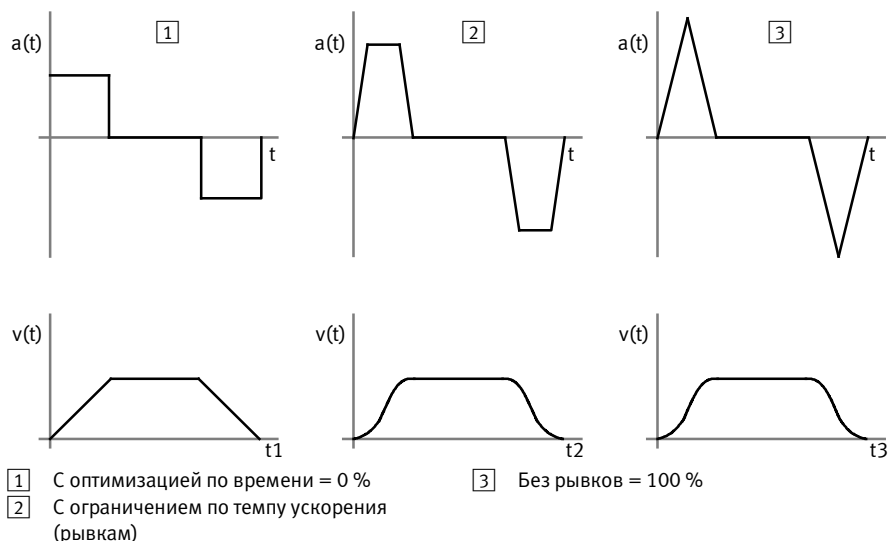 a(t)
1
t
a(t)
2
t
a(t)
3
t
v(t)
t1
v(t)
t2
v(t)
t3
1 С оптимизацией по времени = 0 %
2 С ограничением по темпу ускорения
(рывкам)
3 Без рывков = 100 %